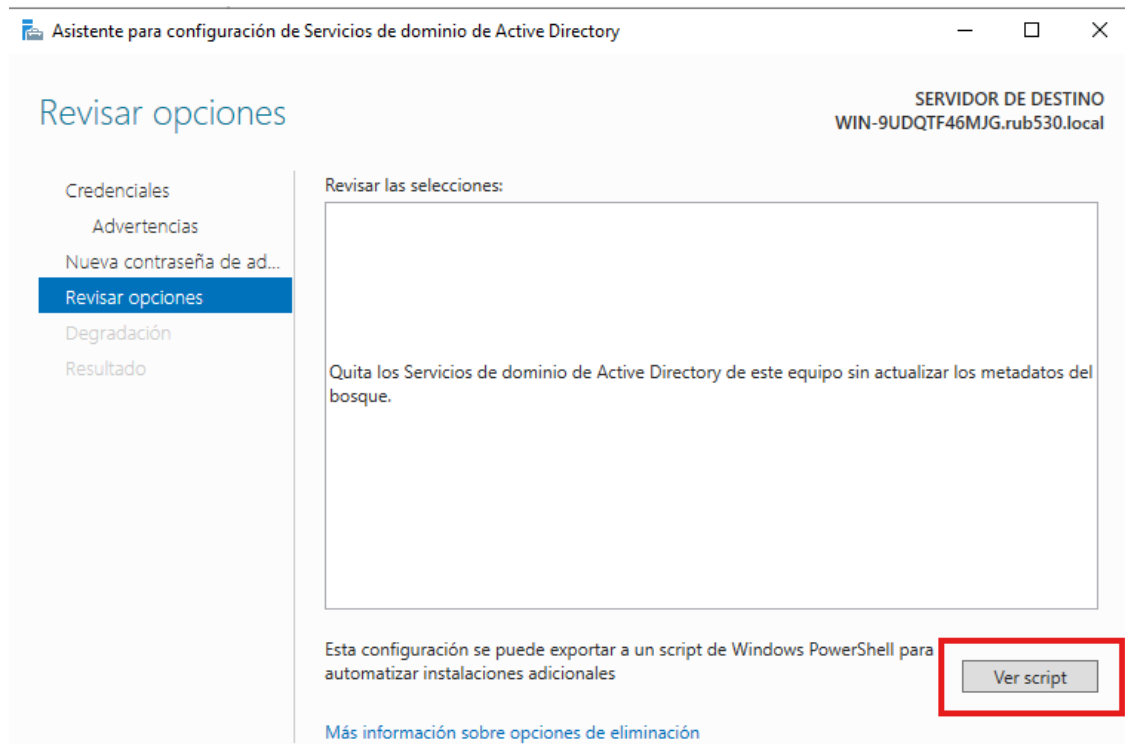 Asistente para configuración de Servicios de dominio de Active Directory
Revisar opciones
SERVIDOR DE DESTINO
WIN-9UDQTF46MJG.rub530.local
Credenciales
Advertencias
Nueva contraseña de ad...
Revisar opciones
Degradación
Resultado
Revisar las selecciones:
Quita los Servicios de dominio de Active Directory de este equipo sin actualizar los metadatos del
bosque.
Esta configuración se puede exportar a un script de Windows PowerShell para
automatizar instalaciones adicionales
Ver script
Más información sobre opciones de eliminación